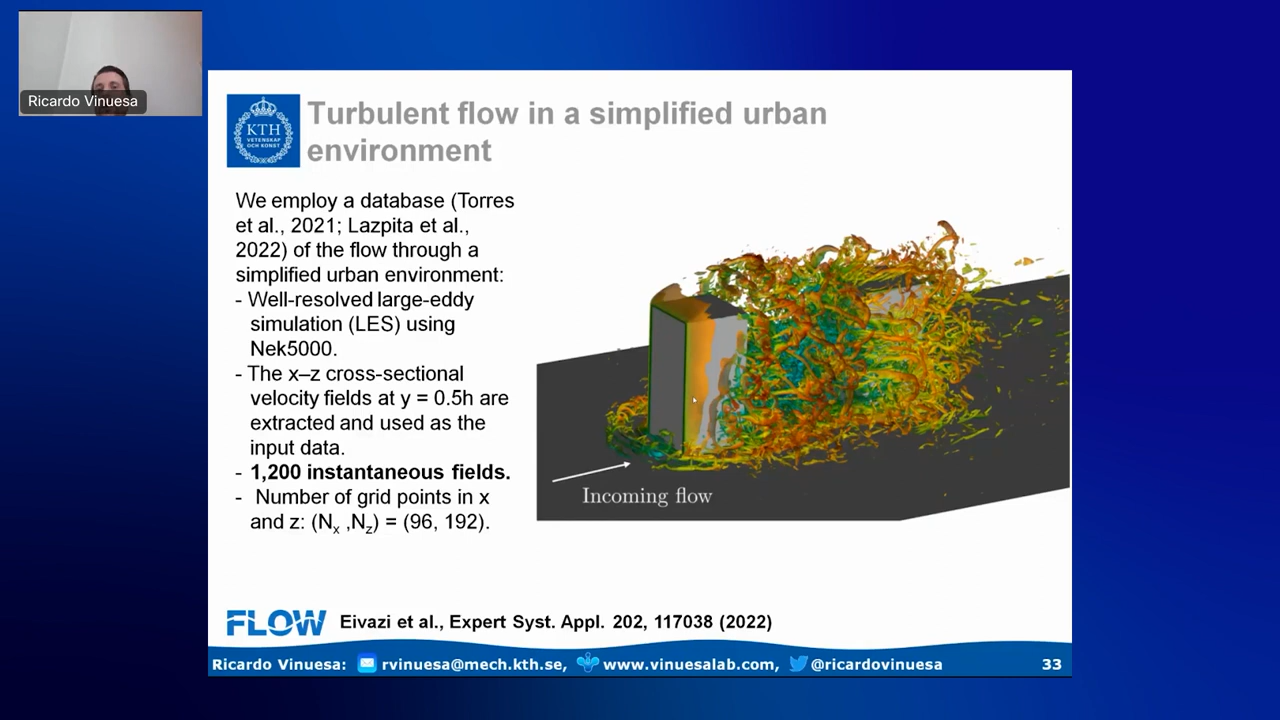 Ricardo Vinuesa
KTH
VETENSKAP
OCH KONST
Turbulent flow in a simplified urban
environment
We employ a database (Torres
et al., 2021; Lazpita et al.,
2022) of the flow through a
simplified urban environment:
- Well-resolved large-eddy
simulation (LES) using
Nek5000.
- The x–z cross-sectional
velocity fields at y = 0.5h are
extracted and used as the
input data.
- 1,200 instantaneous fields.
- Number of grid points in x
and z: (Nx ,Nz) = (96, 192).
Incoming flow
FLOW
Eivazi et al., Expert Syst. Appl. 202, 117038 (2022)
Ricardo Vinuesa: rvinuesa@mech.kth.se, www.vinuesalab.com, @ricardovinuesa 33